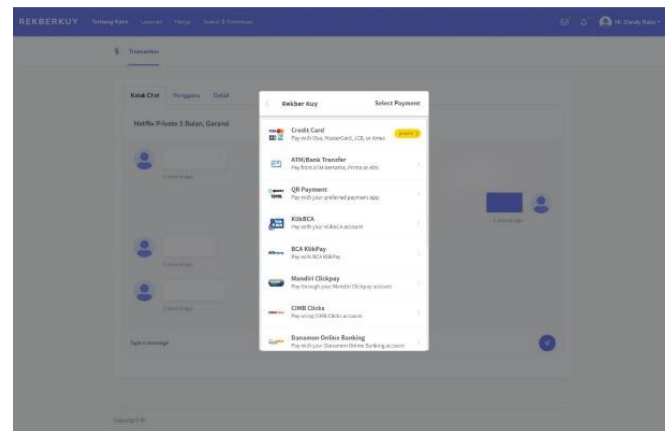 REKBERKUY Tentang Kami Layanan Harga Syarat & Ketentuan Hi, Dandy Raka
$ Transaction
Kotak Chat Pengguna Detail
Rekber Kuy Select Payment
Netflix Private 1 Bulan, Garansi
Credit Card
Pay with Visa, MasterCard, JCB, or Amex
ATM/Bank Transfer
Pay from ATM Bersama, Prima or Alto
QR Payment
Pay with your preferred payment app
KlikBCA
Pay with your KlikBCA account
BCA KlikPay
Pay with BCA KlikPay
Mandiri Clickpay
Pay through your Mandiri Clickpay account
CIMB Clicks
Pay using CIMB Clicks account
Danamon Online Banking
Pay with your Danamon Online Banking account
Type a message
Copyright ©